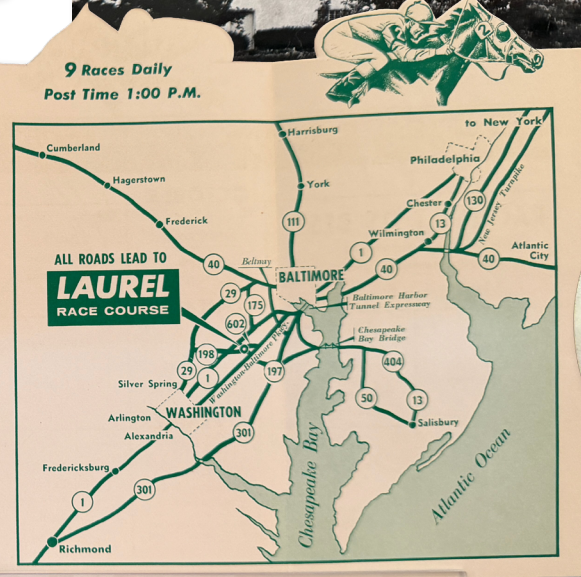 9 Races Daily
Post Time 1:00 P.M.
2
to New York
Harrisburg
Cumberland
Philadelphia
Hagerstown
York
130
New Jersey Turnpike
Chester
13
Frederick
111
Wilmington
1
Atlantic
City
40
40
40
ALL ROADS LEAD TO
LAUREL
RACE COURSE
Beltway
BALTIMORE
29
175
Baltimore Harbor
Tunnel Expressway
602
Chesapeake
Bay Bridge
198
404
29
1
197
Washington-Baltimore Pkwy.
Silver Spring
50
13
Arlington
WASHINGTON
Salisbury
Alexandria
301
Fredericksburg
Chesapeake Bay
Atlantic Ocean
301
1
Richmond